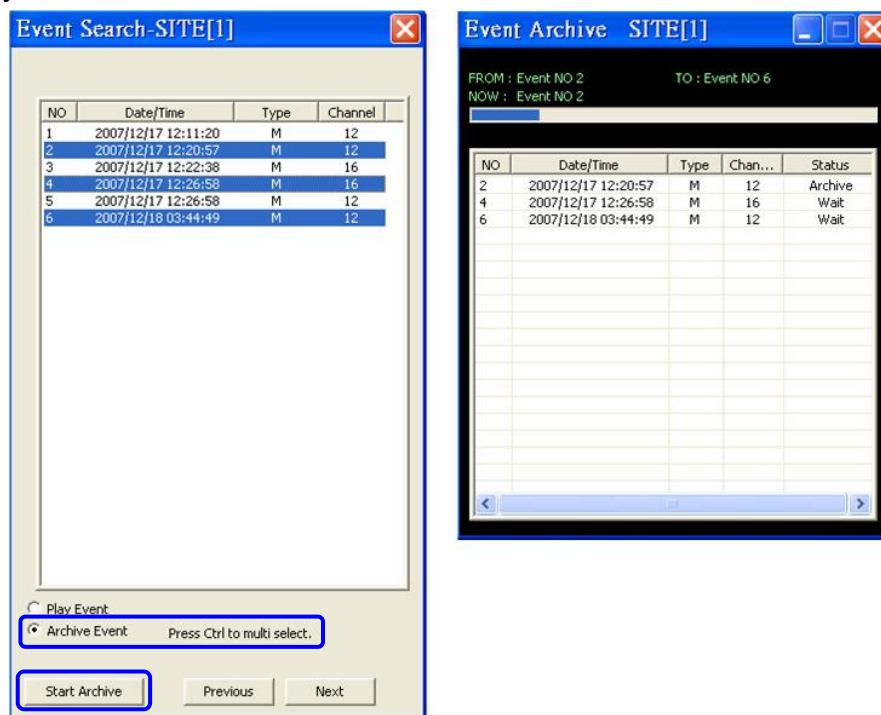 Event Search-SITE[1]
NO Date/Time Type Channel
1 2007/12/17 12:11:20 M 12
2 2007/12/17 12:20:57 M 12
3 2007/12/17 12:22:38 M 16
4 2007/12/17 12:26:58 M 16
5 2007/12/17 12:26:58 M 12
6 2007/12/18 03:44:49 M 12
Play Event
Archive Event Press Ctrl to multi select.
Start Archive Previous Next
Event Archive SITE[1]
FROM : Event NO 2 TO : Event NO 6
NOW : Event NO 2
NO Date/Time Type Chan... Status
2 2007/12/17 12:20:57 M 12 Archive
4 2007/12/17 12:26:58 M 16 Wait
6 2007/12/18 03:44:49 M 12 Wait